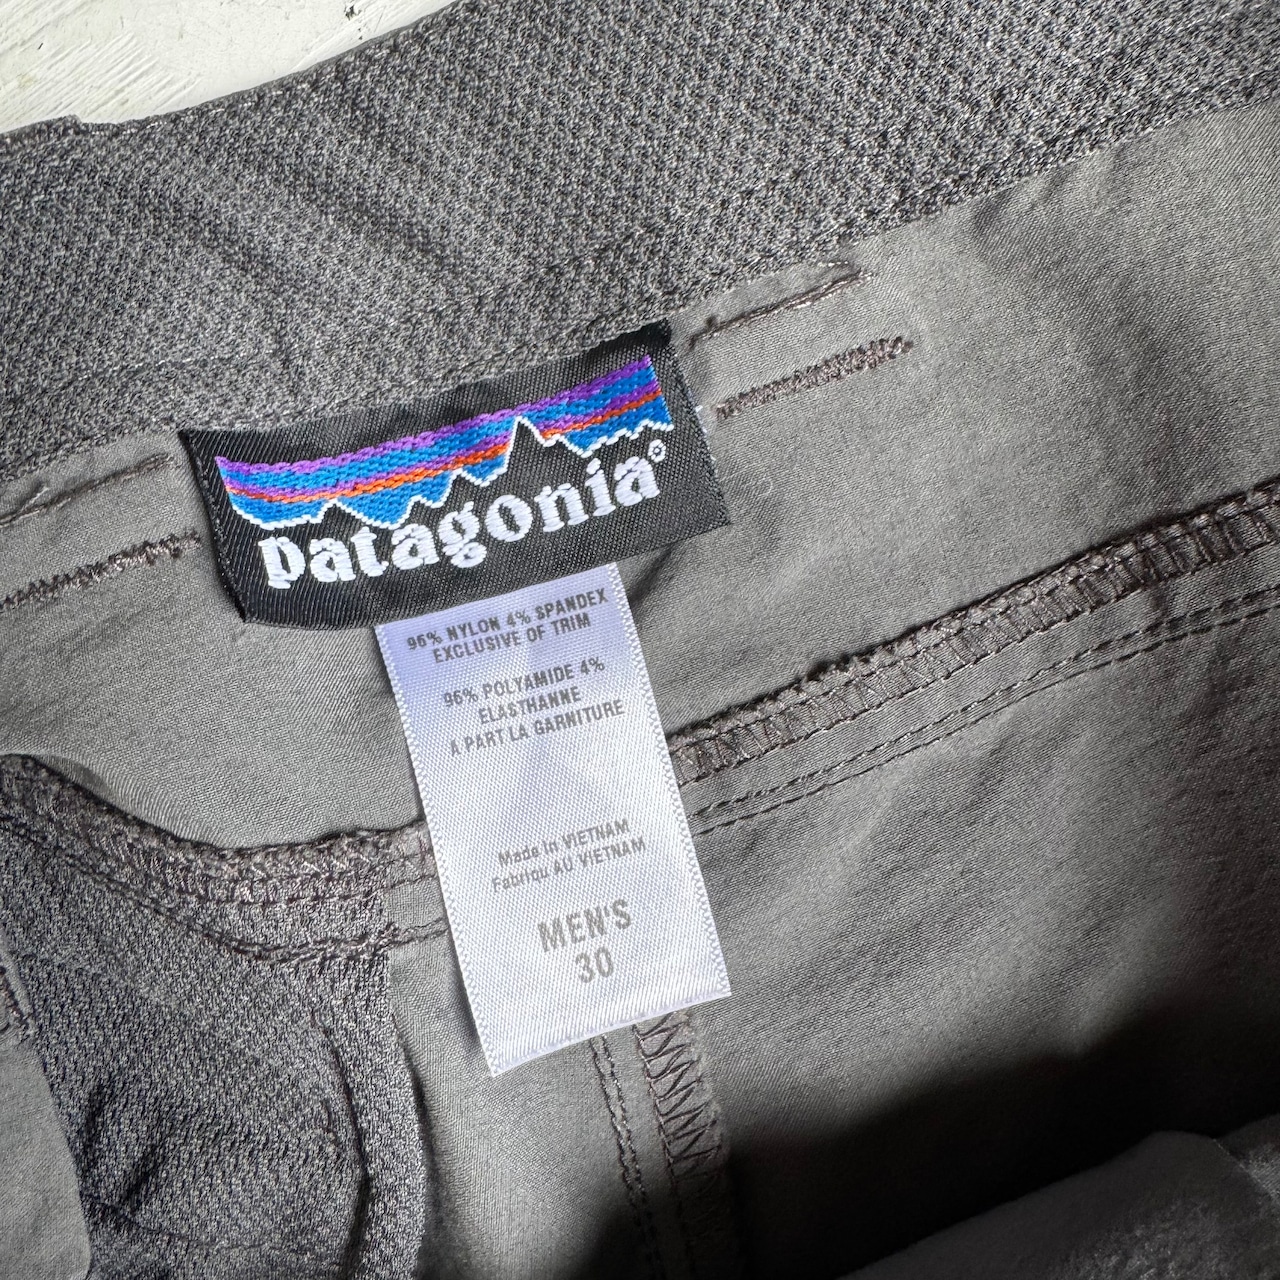 patagonia®
96% NYLON 4% SPANDEX
EXCLUSIVE OF TRIM
96% POLYAMIDE 4%
ELASTHANNE
A PART LA GARNITURE
Made in VIETNAM
Fabriqu AU VIETNAM
MEN'S
30